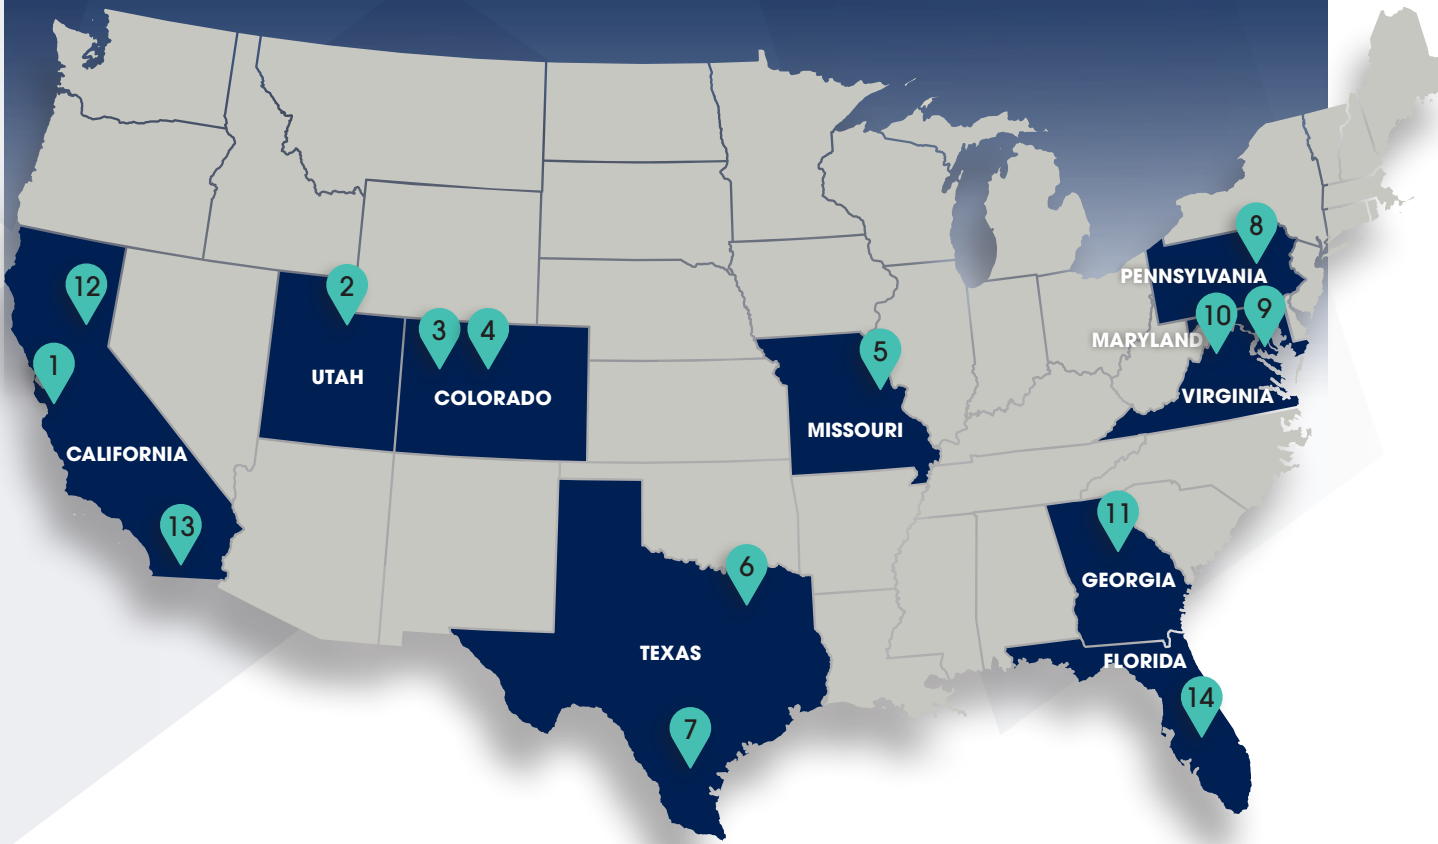 8
PENNSYLVANIA
12
2
9
10
3
4
MARYLAND
5
1
UTAH
COLORADO
VIRGINIA
MISSOURI
CALIFORNIA
11
13
6
GEORGIA
TEXAS
FLORIDA
14
7